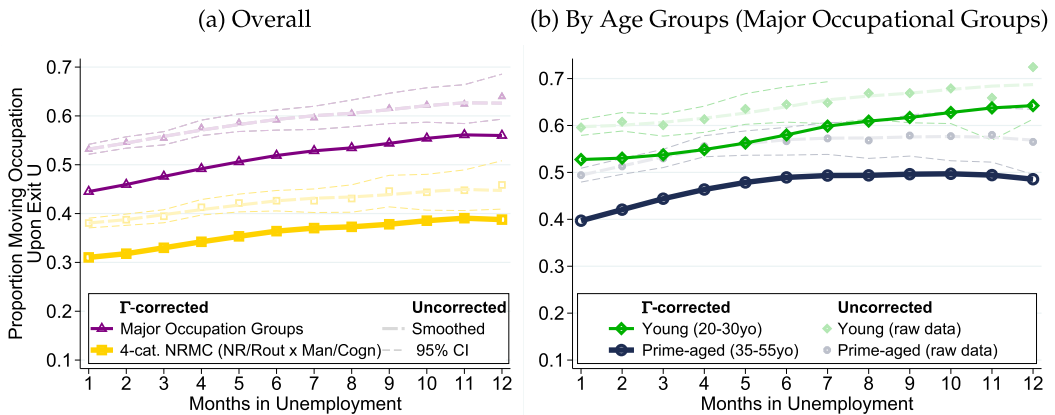 (a) Overall
(b) By Age Groups (Major Occupational Groups)
Proportion Moving Occupation
Upon Exit U
0.7
0.6
0.5
0.4
0.3
0.2
0.1
Γ-corrected Uncorrected
Major Occupation Groups Smoothed
4-cat. NRMC (NR/Rout x Man/Cogn) 95% CI
1 2 3 4 5 6 7 8 9 10 11 12
Months in Unemployment
0.7
0.6
0.5
0.4
0.3
0.2
0.1
Γ-corrected Uncorrected
Young (20-30yo) Young (raw data)
Prime-aged (35-55yo) Prime-aged (raw data)
1 2 3 4 5 6 7 8 9 10 11 12
Months in Unemployment